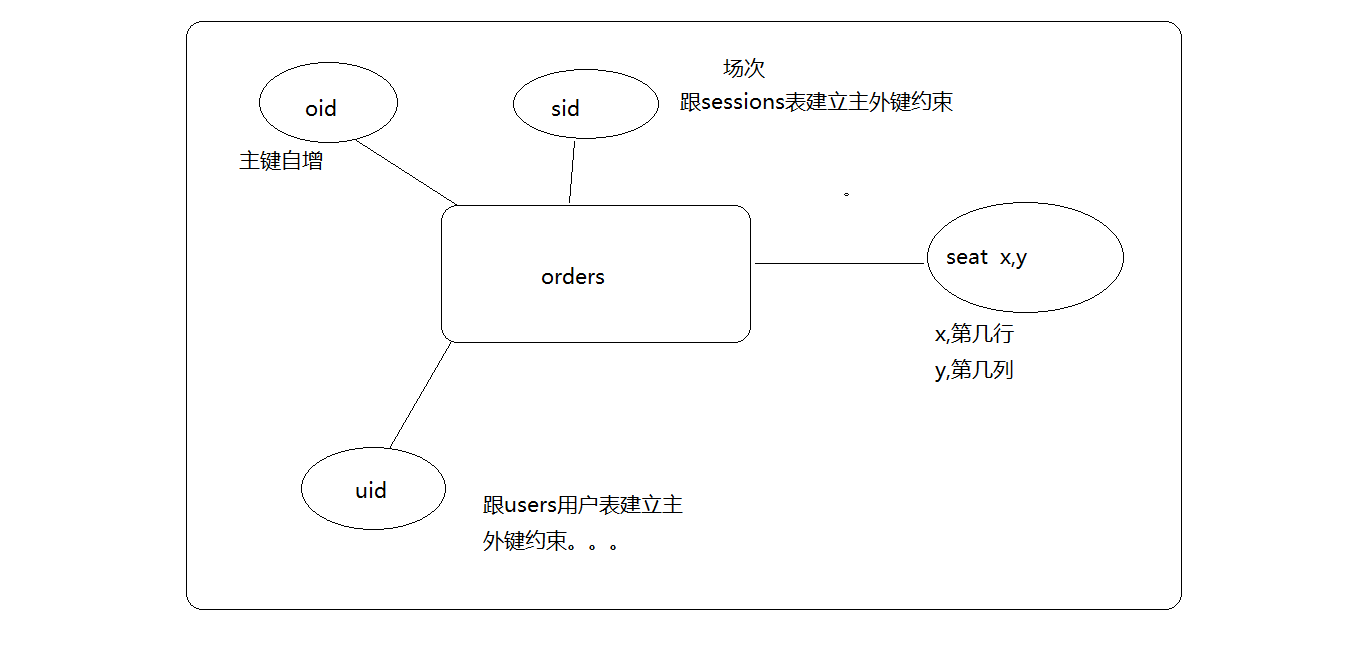 场次
跟sessions表建立主外键约束
oid
sid
主键自增
orders
seat x,y
x,第几行
y,第几列
uid
跟users用户表建立主
外键约束。。。